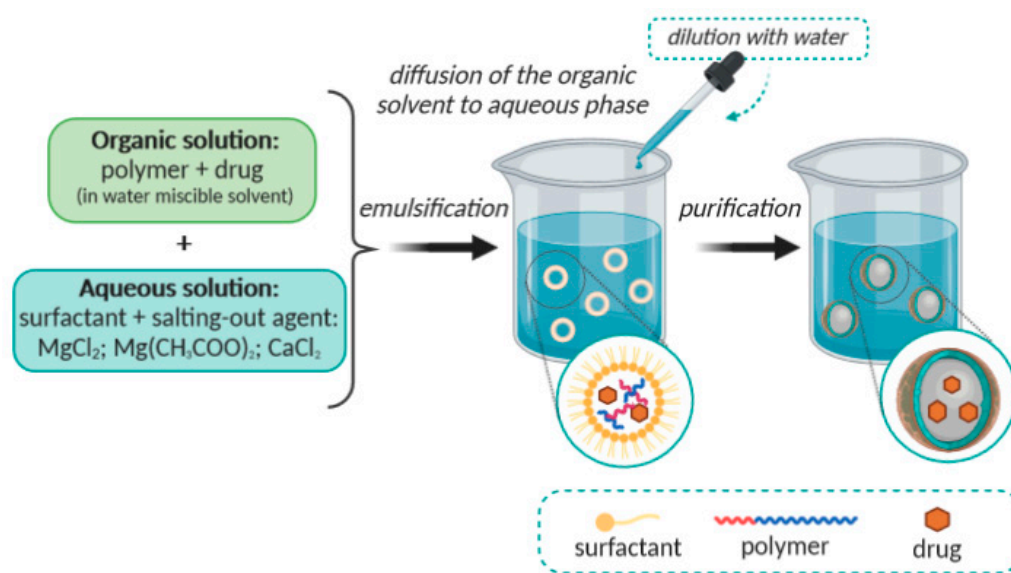 dilution with water
diffusion of the organic
solvent to aqueous phase
Organic solution:
polymer + drug
(in water miscible solvent)
+
Aqueous solution:
surfactant + salting-out agent:
MgCl₂; Mg(CH₃COO)₂; CaCl₂
emulsification
purification
surfactant
polymer
drug